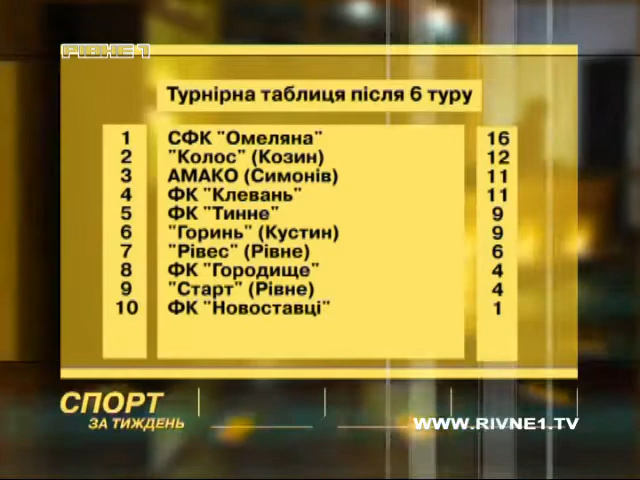 РІВНЕ 1
Турнірна таблиця після 6 туру
1 СФК "Омеляна" 16
2 "Колос" (Козин) 12
3 АМАКО (Симонів) 11
4 ФК "Клевань" 11
5 ФК "Тинне" 9
6 "Горинь" (Кустин) 9
7 "Рівес" (Рівне) 6
8 ФК "Городище" 4
9 "Старт" (Рівне) 4
10 ФК "Новоставці" 1
СПОРТ
ЗА ТИЖДЕНЬ
WWW.RIVNE1.TV